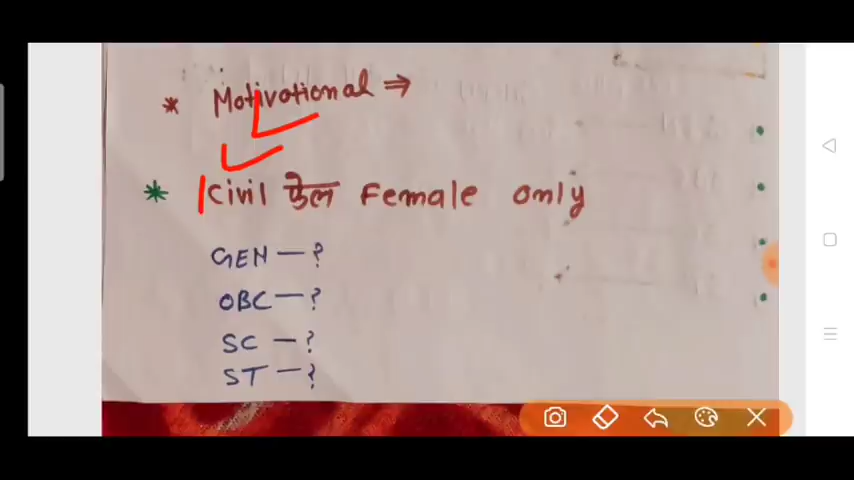 * Motivational ⇒
* Civil फ़ेल Female only
GEN — ?
OBC — ?
SC — ?
ST — ?